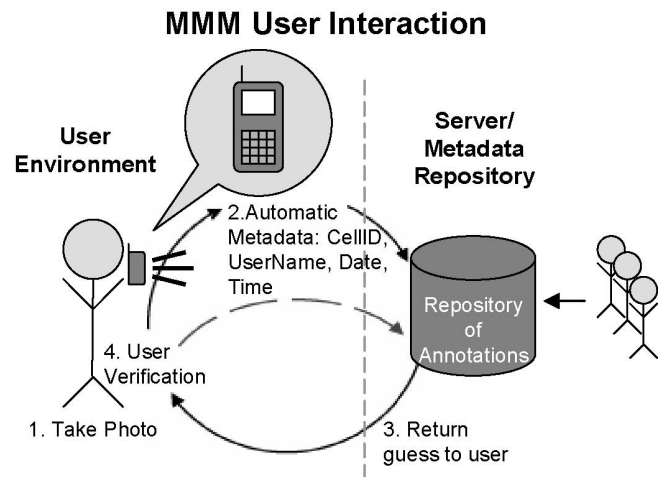 MMM User Interaction
User
Environment
Server/
Metadata
Repository
2.Automatic
Metadata: CellID,
UserName, Date,
Time
Repository
of
Annotations
4. User
Verification
1. Take Photo
3. Return
guess to user